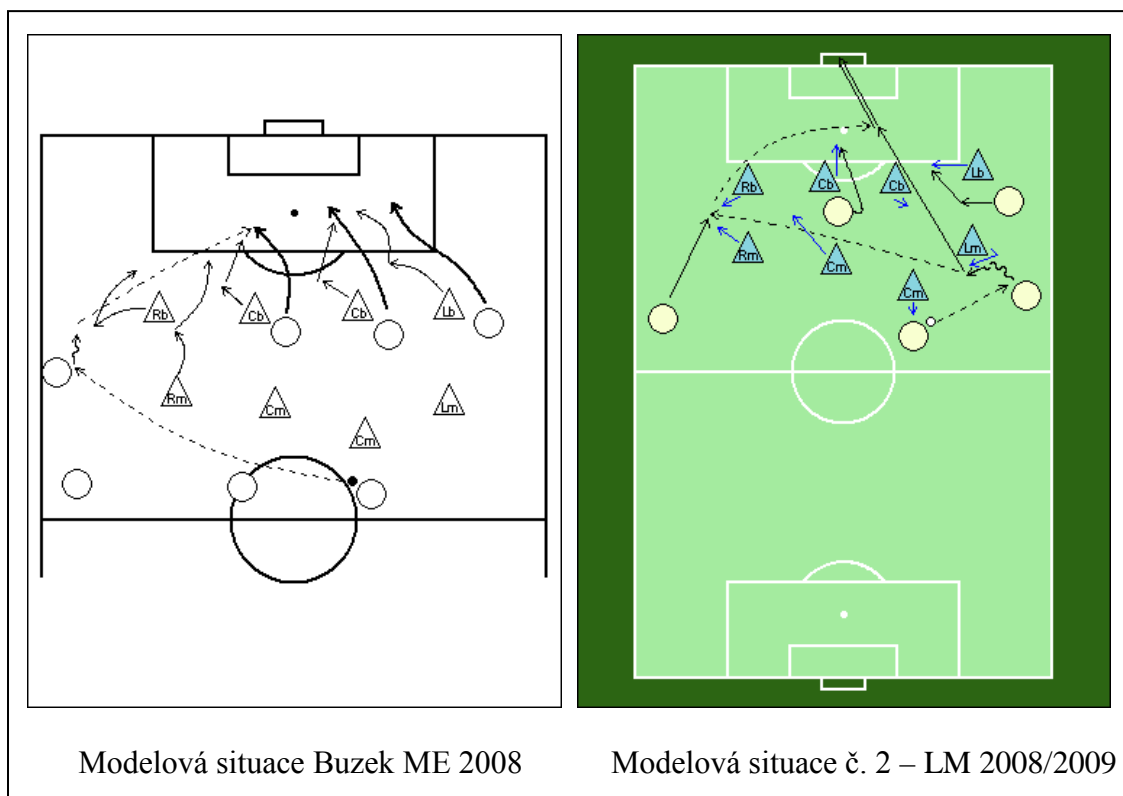 Rb
Cb
Cb
Lb
Rm
Cm
Cm
Lm
Rb
Cb
Cb
Lb
Rm
Cm
Lm
Cm
Modelová situace Buzek ME 2008
Modelová situace č. 2 – LM 2008/2009